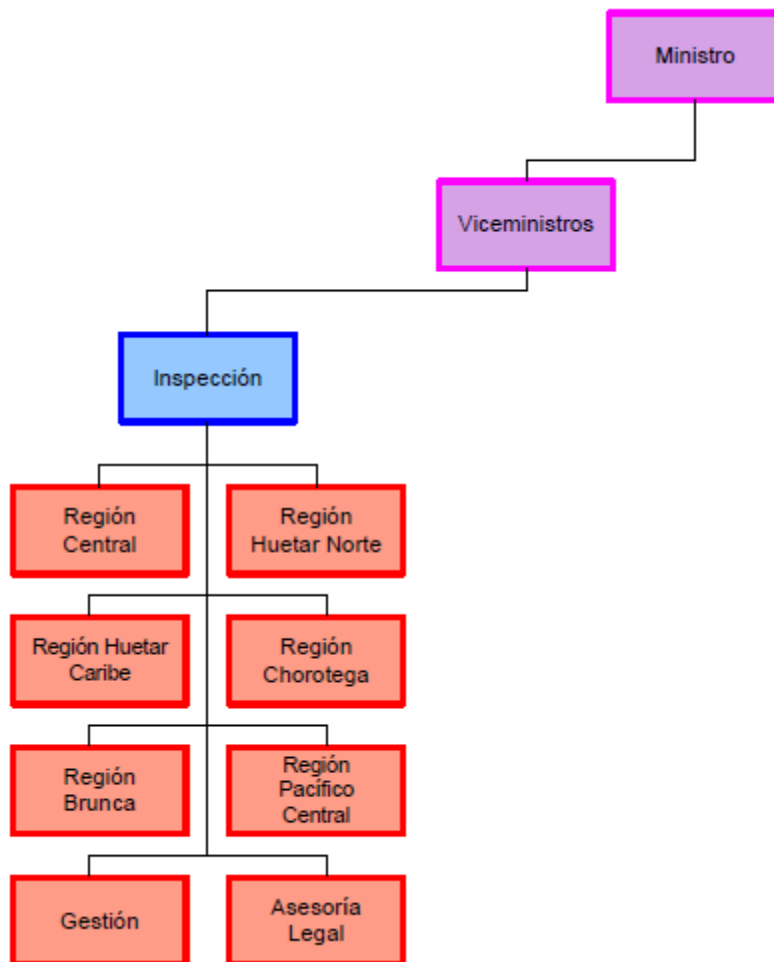 Ministro
Viceministros
Inspección
Región
Central
Región
Huetar Norte
Región Huetar
Caribe
Región
Chorotega
Región
Brunca
Región
Pacífico
Central
Gestión
Asesoría
Legal